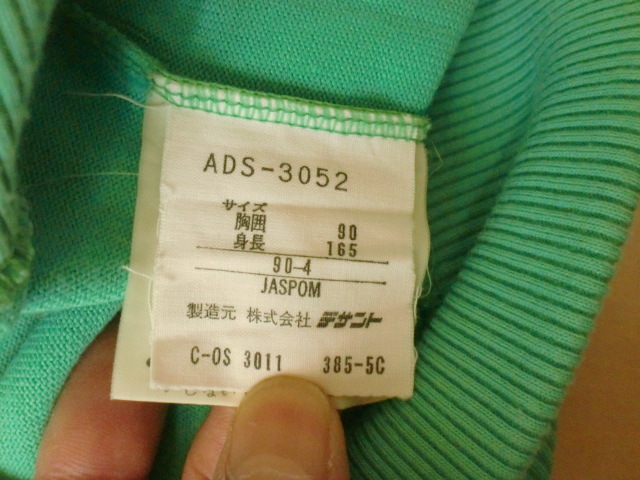 ADS-3052
サイズ
胸囲 90
身長 165
90-4
JASPOM
製造元 株式会社 デサント
C-OS 3011 385-5C